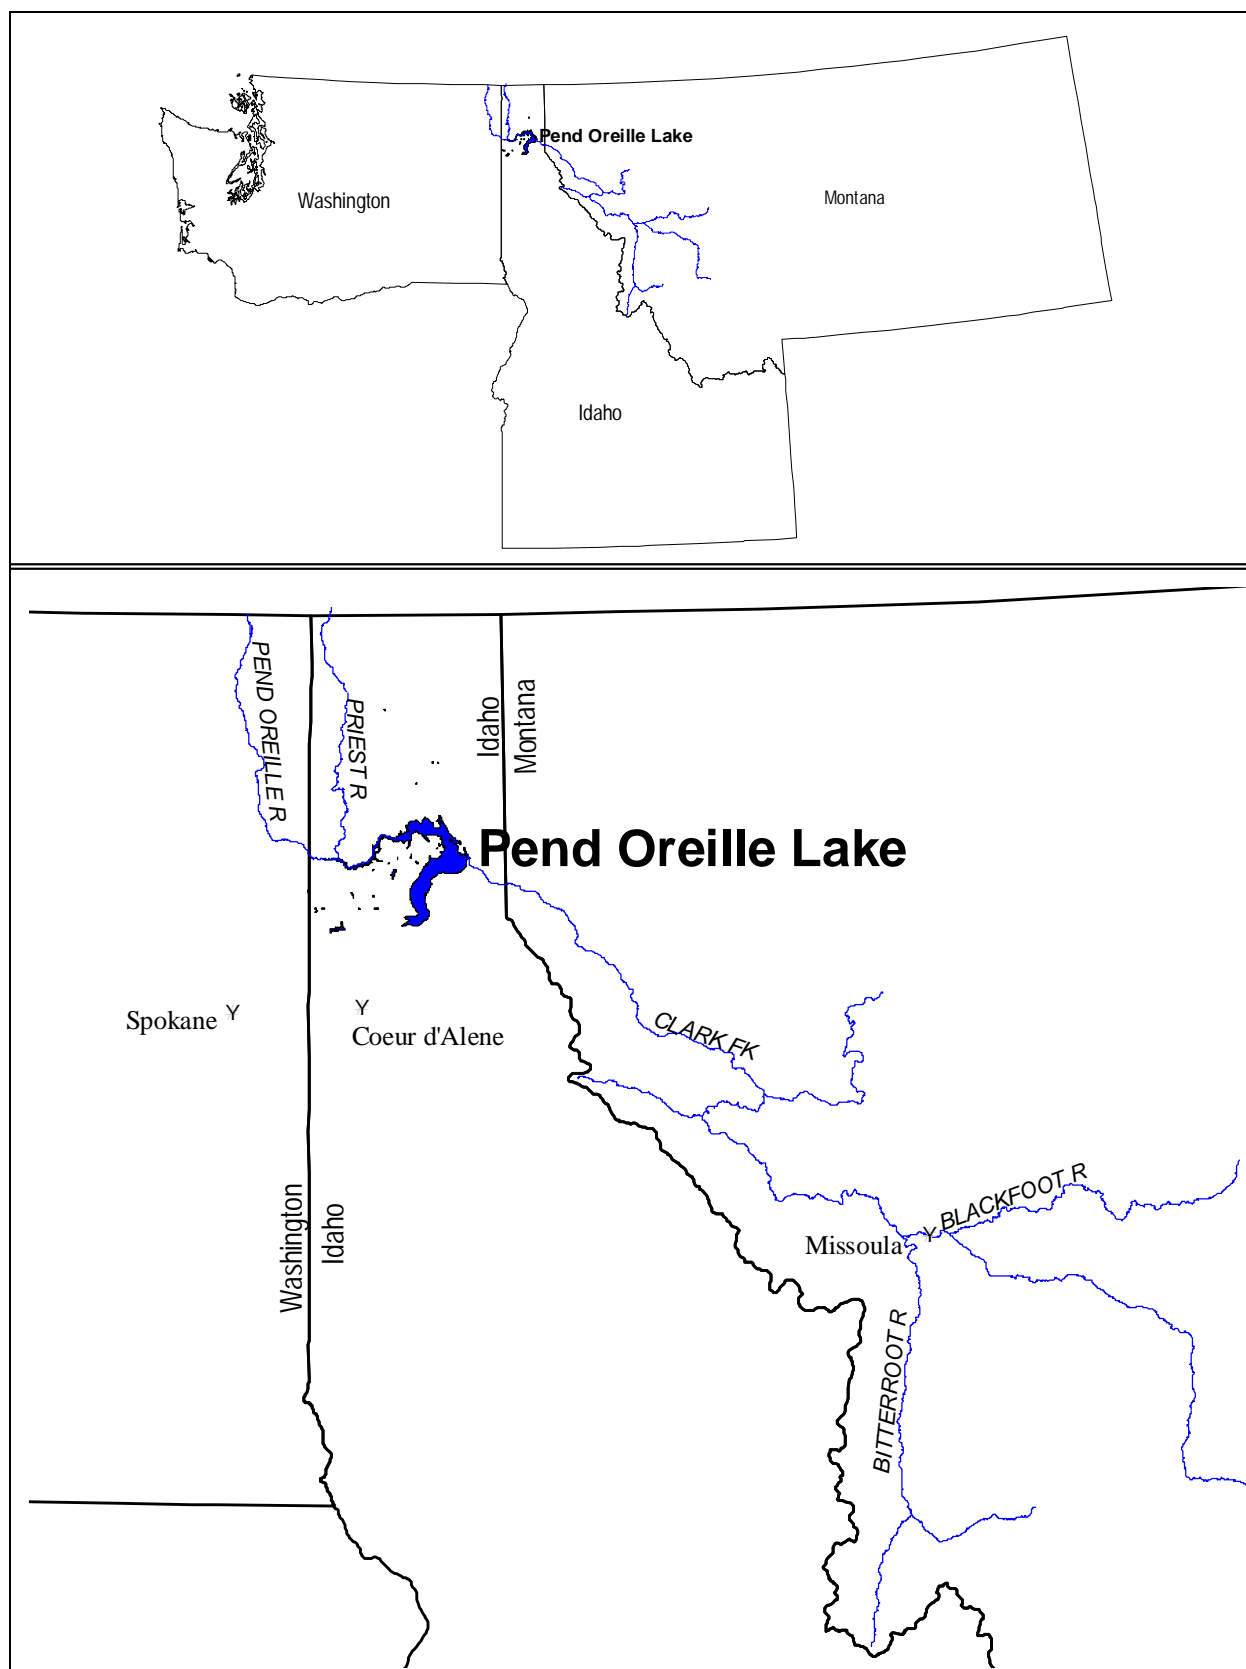 Pend Oreille Lake
Washington
Montana
Idaho
PEND OREILLE R
PRIEST R
Idaho
Montana
Pend Oreille Lake
Spokane
Y
Y
Coeur d'Alene
CLARK FK
Washington
Idaho
BLACKFOOT R
Missoula
Y
BITTERROOT R